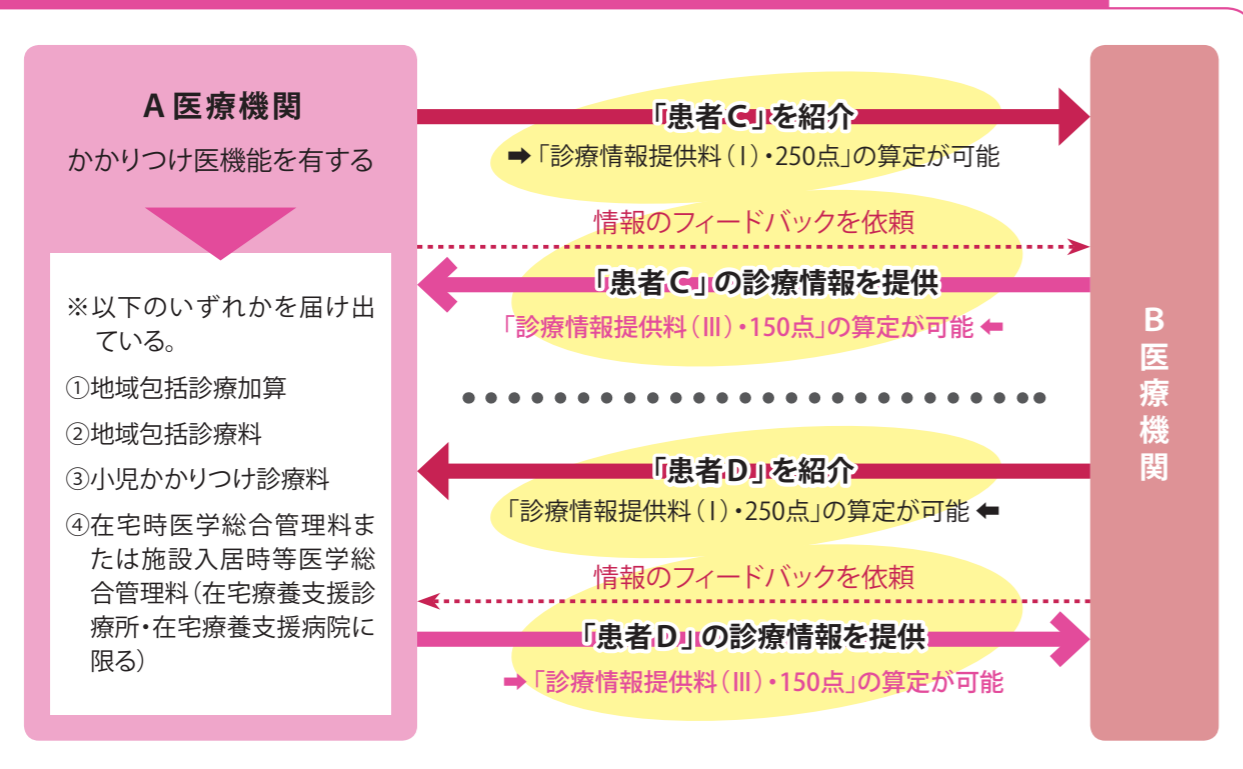 A医療機関
かかりつけ医機能を有する
※以下のいずれかを届け出
ている。
①地域包括診療加算
②地域包括診療料
③小児かかりつけ診療料
④在宅時医学総合管理料ま
たは施設入居時等医学総
合管理料(在宅療養支援診
療所・在宅療養支援病院に
限る)
「患者C」を紹介
➡「診療情報提供料(Ⅰ)・250点」の算定が可能
情報のフィードバックを依頼
「患者C」の診療情報を提供
「診療情報提供料(Ⅲ)・150点」の算定が可能⬅
「患者D」を紹介
「診療情報提供料(Ⅰ)・250点」の算定が可能⬅
情報のフィードバックを依頼
「患者D」の診療情報を提供
➡「診療情報提供料(Ⅲ)・150点」の算定が可能
B医療機関